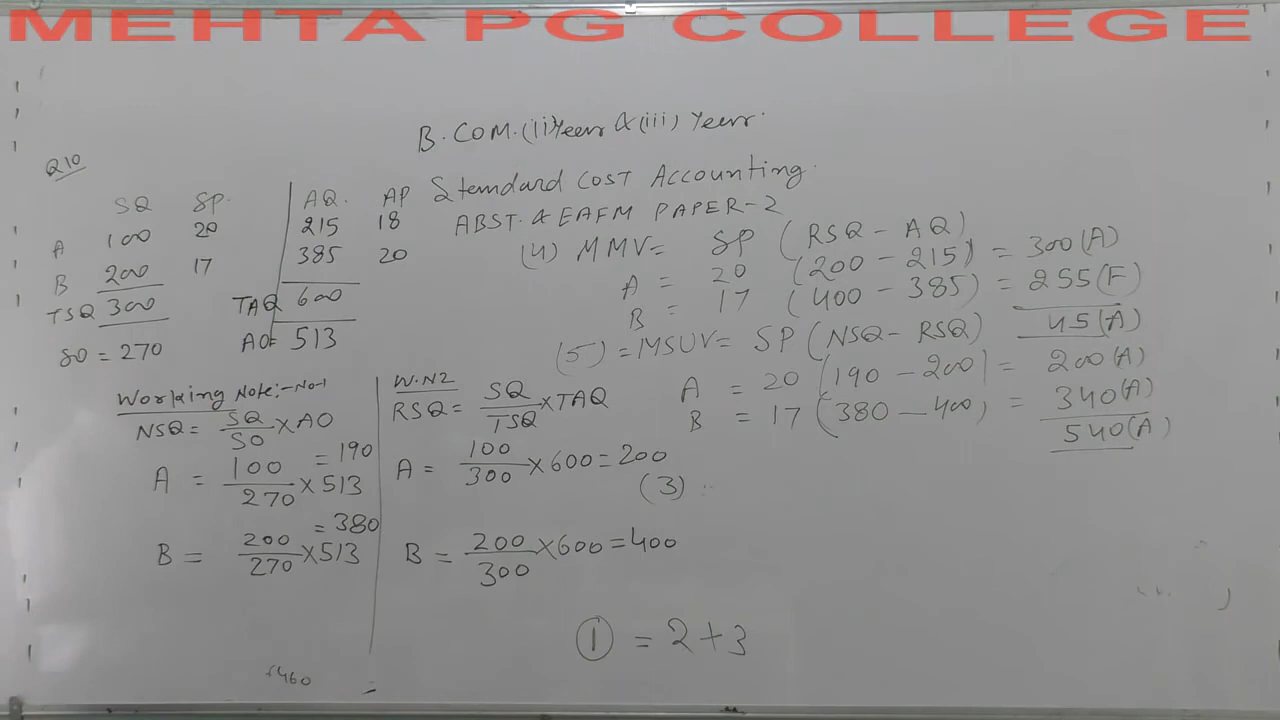 MEHTA PG COLLEGE
B.COM.(ii)Year & (iii) Year.
Q10
Standard COST Accounting.
ABST. & EAFM PAPER-2
SQ SP. AQ. AP
A 100 20 215 18
B 200 17 385 20
TSQ 300 TAQ 600
SO = 270 AO= 513
Working Note:-No-1
NSQ = SQ/SO × AO
A = 100/270 × 513 = 190
B = 200/270 × 513 = 380
W.N2
RSQ = SQ/TSQ × TAQ
A = 100/300 × 600 = 200
(3)
B = 200/300 × 600 = 400
(4) MMV = SP (RSQ - AQ)
A = 20 (200 - 215) = 300(A)
B = 17 (400 - 385) = 255(F)
45(A)
(5) = MSUV = SP (NSQ - RSQ)
A = 20 (190 - 200) = 200(A)
B = 17 (380 - 400) = 340(A)
540(A)
① = 2 + 3